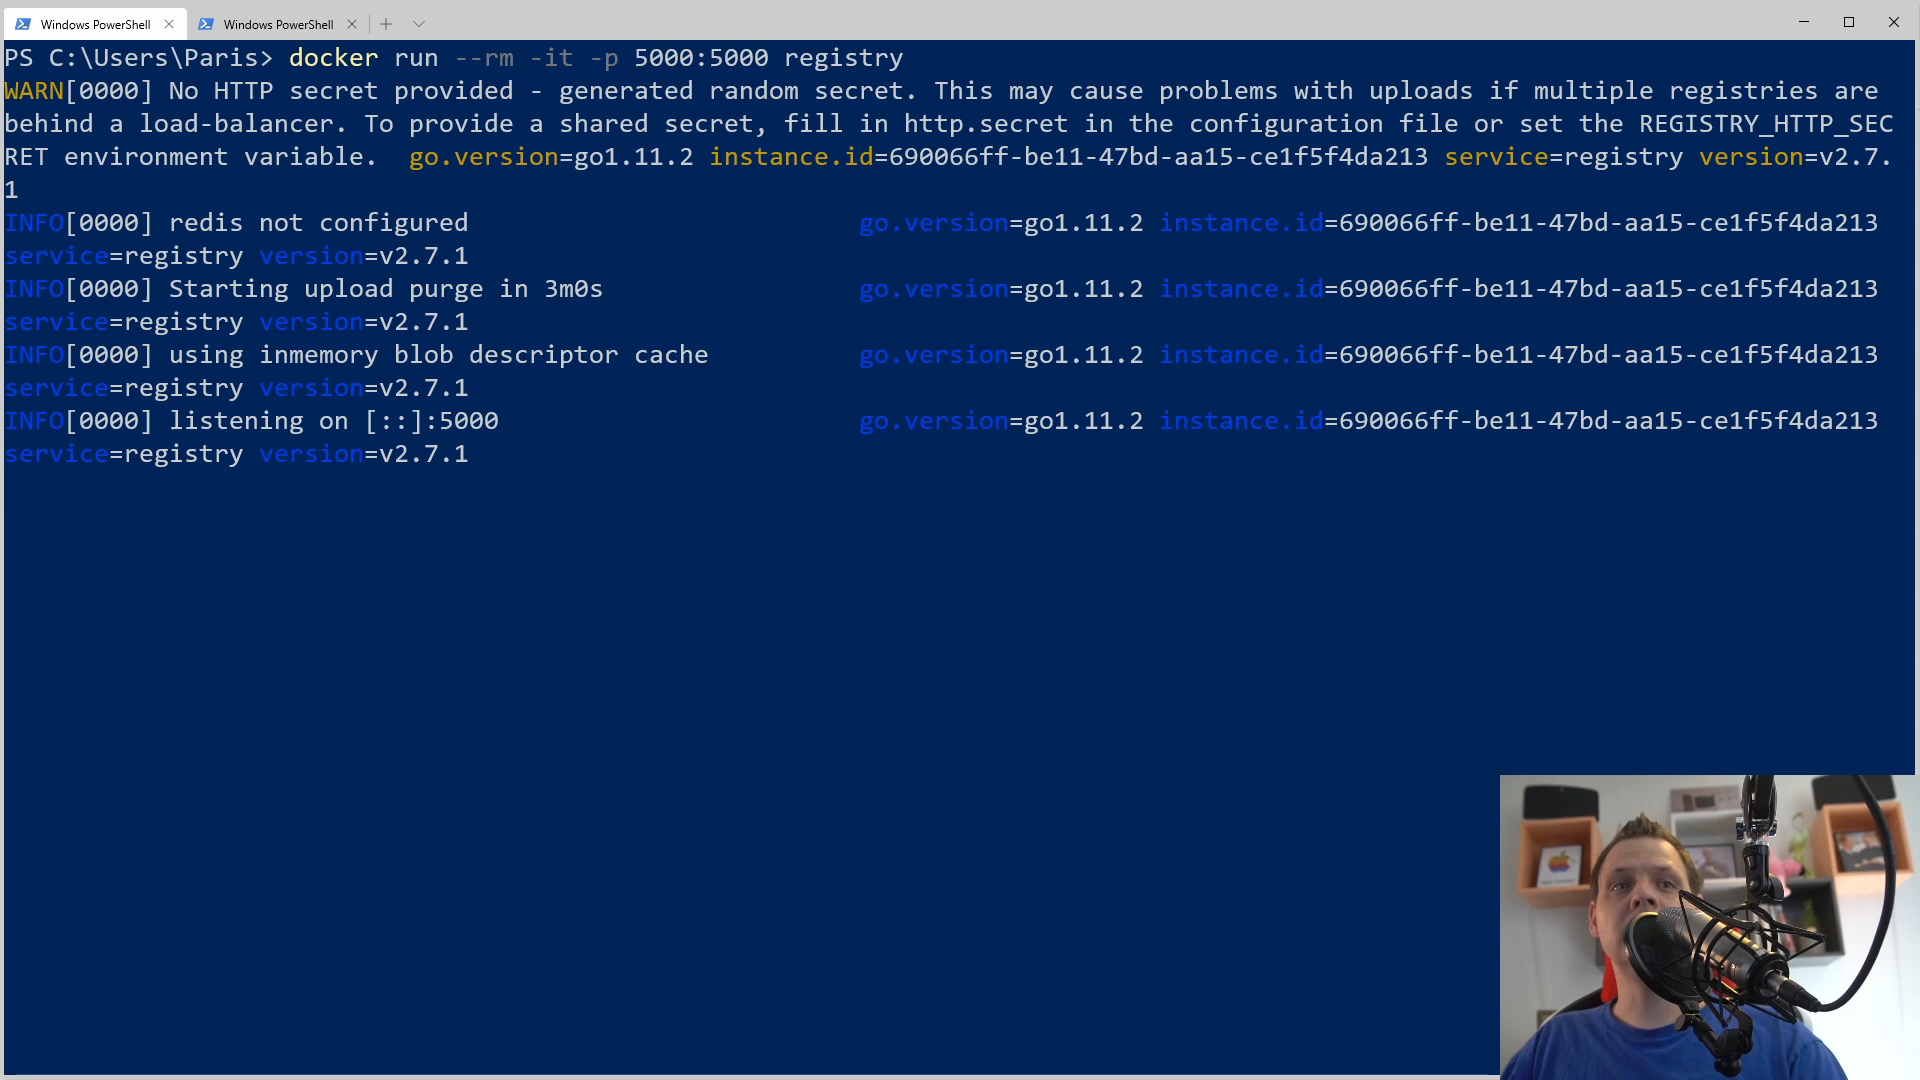 Windows PowerShell
Windows PowerShell
PS C:\Users\Paris> docker run --rm -it -p 5000:5000 registry
WARN[0000] No HTTP secret provided - generated random secret. This may cause problems with uploads if multiple registries are
behind a load-balancer. To provide a shared secret, fill in http.secret in the configuration file or set the REGISTRY_HTTP_SEC
RET environment variable.  go.version=go1.11.2 instance.id=690066ff-be11-47bd-aa15-ce1f5f4da213 service=registry version=v2.7.
1
INFO[0000] redis not configured                          go.version=go1.11.2 instance.id=690066ff-be11-47bd-aa15-ce1f5f4da213
service=registry version=v2.7.1
INFO[0000] Starting upload purge in 3m0s                 go.version=go1.11.2 instance.id=690066ff-be11-47bd-aa15-ce1f5f4da213
service=registry version=v2.7.1
INFO[0000] using inmemory blob descriptor cache          go.version=go1.11.2 instance.id=690066ff-be11-47bd-aa15-ce1f5f4da213
service=registry version=v2.7.1
INFO[0000] listening on [::]:5000                        go.version=go1.11.2 instance.id=690066ff-be11-47bd-aa15-ce1f5f4da213
service=registry version=v2.7.1